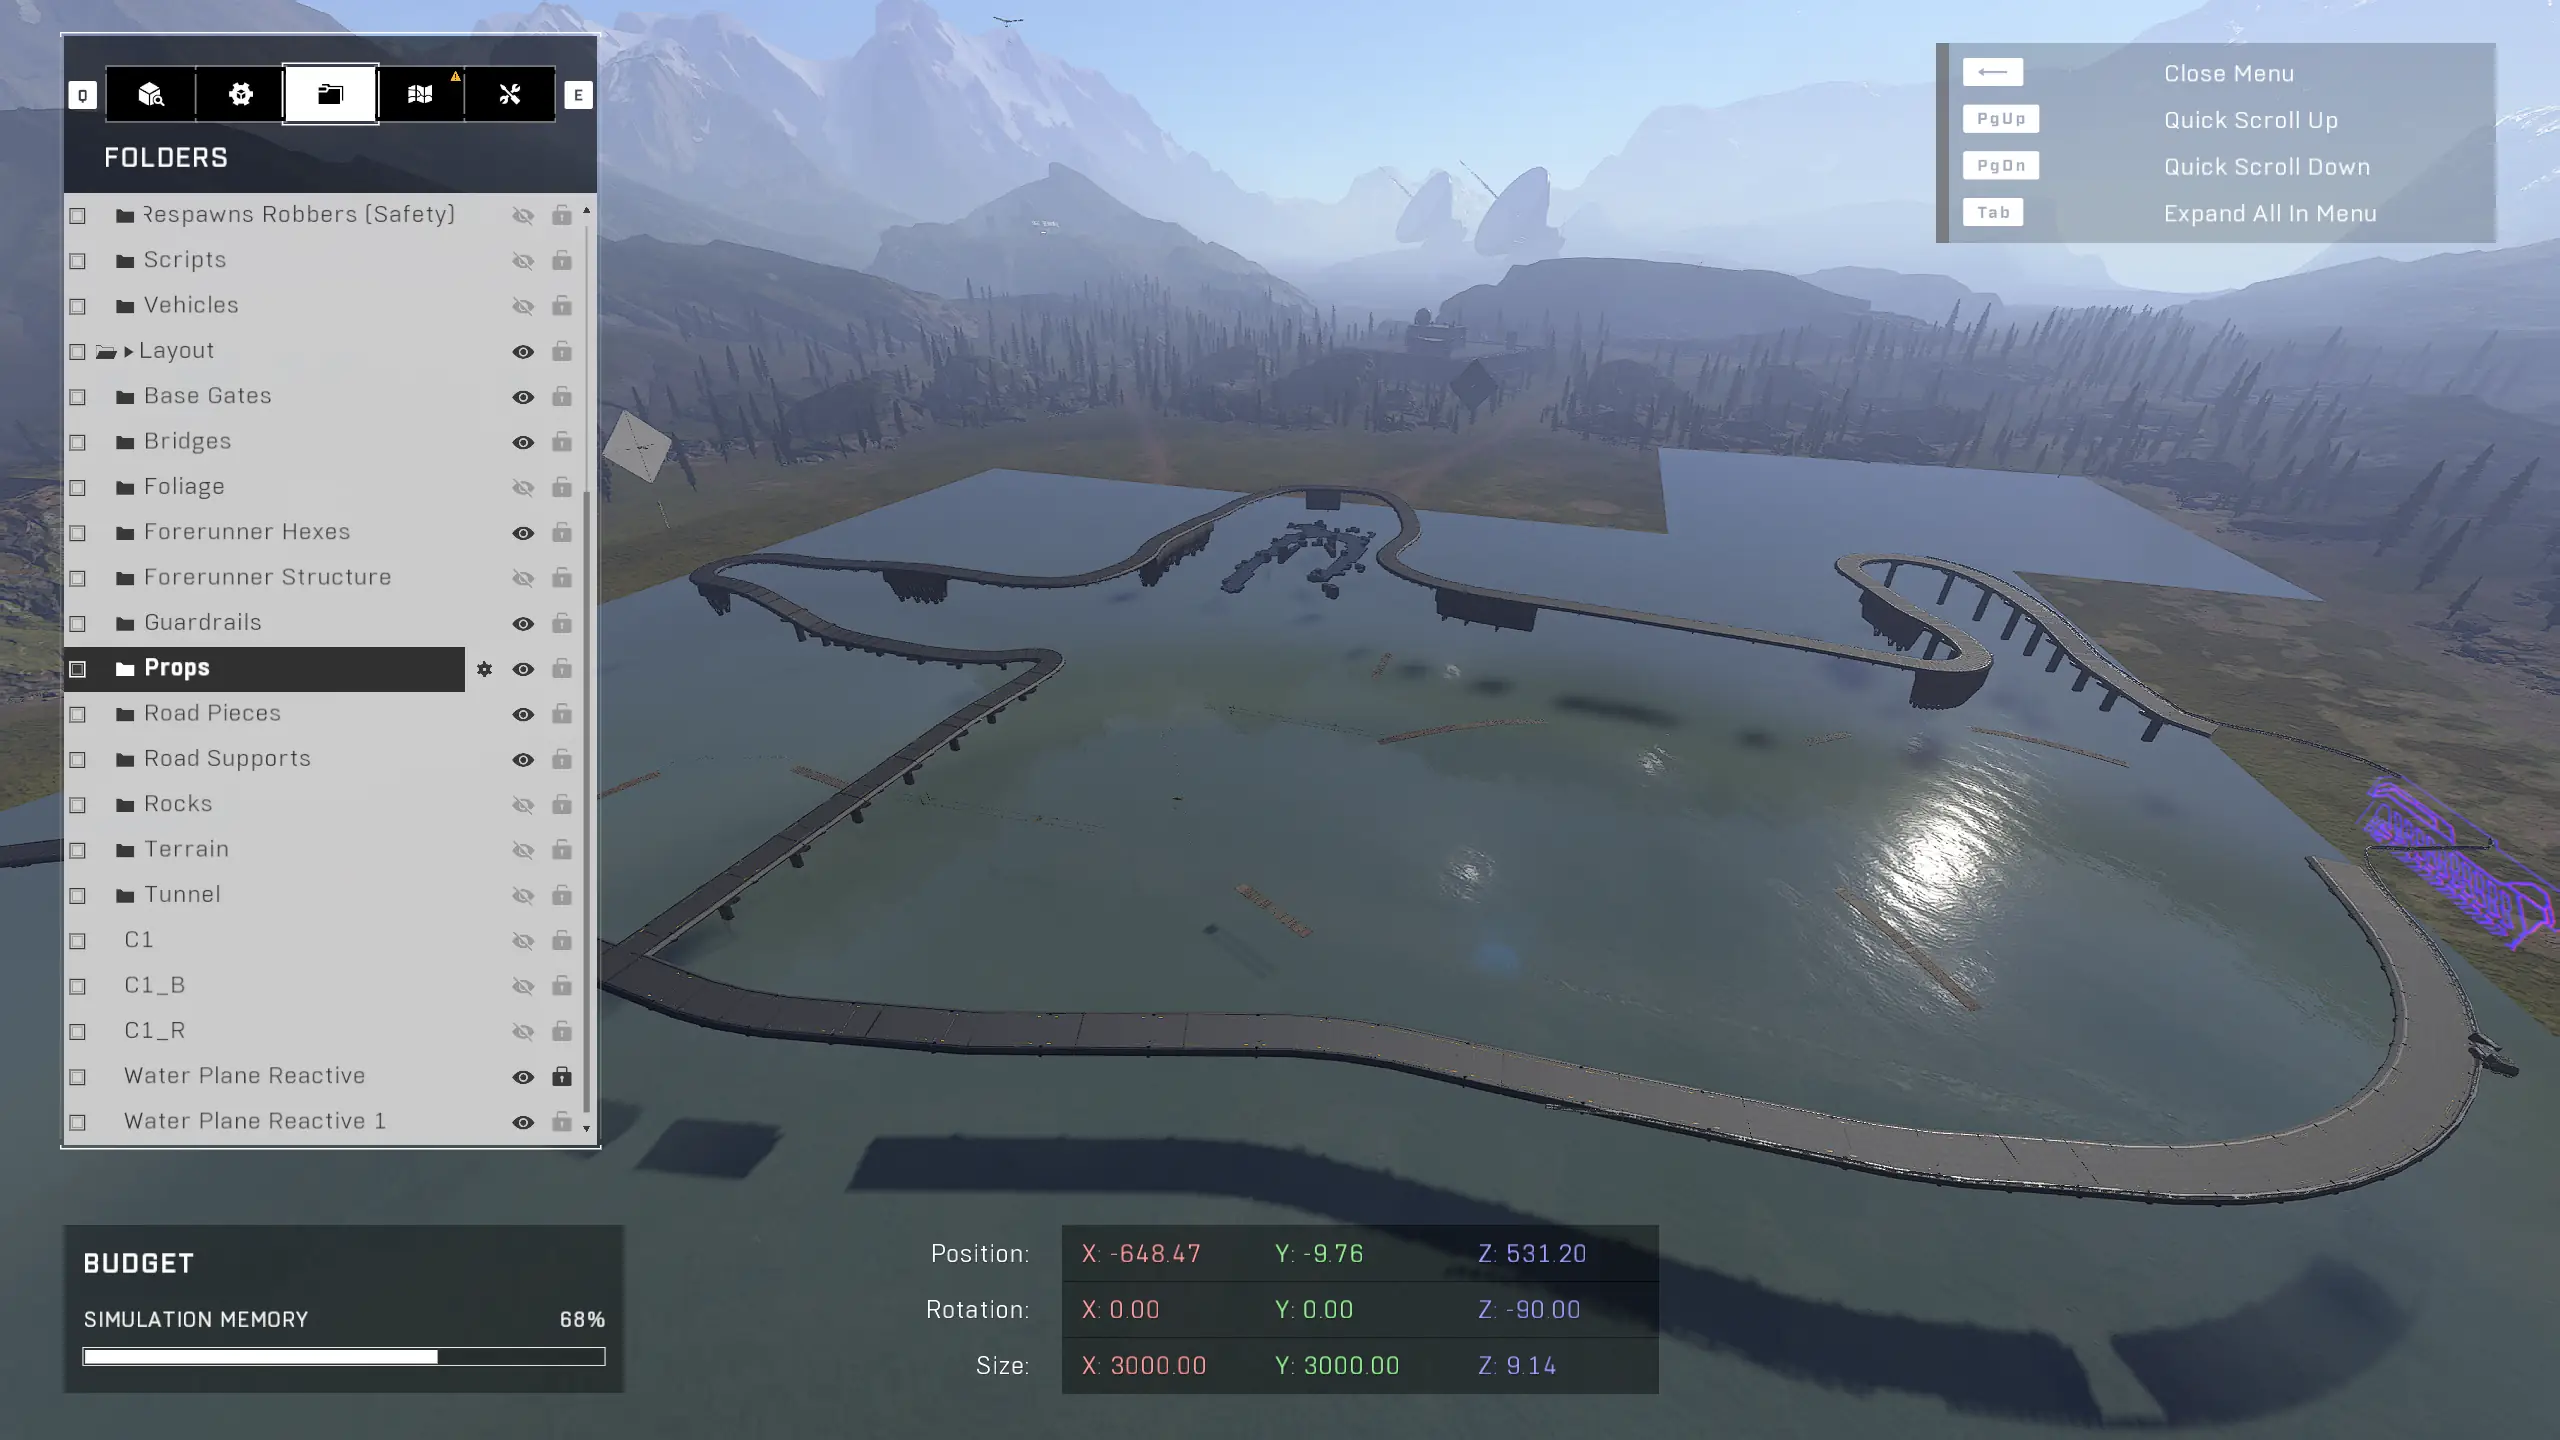 Q
E
FOLDERS
Respawns Robbers (Safety)
Scripts
Vehicles
Layout
Base Gates
Bridges
Foliage
Forerunner Hexes
Forerunner Structure
Guardrails
Props
Road Pieces
Road Supports
Rocks
Terrain
Tunnel
C1
C1_B
C1_R
Water Plane Reactive
Water Plane Reactive 1
Close Menu
PgUp Quick Scroll Up
PgDn Quick Scroll Down
Tab Expand All In Menu
BUDGET
SIMULATION MEMORY 68%
Position: X: -648.47 Y: -9.76 Z: 531.20
Rotation: X: 0.00 Y: 0.00 Z: -90.00
Size: X: 3000.00 Y: 3000.00 Z: 9.14